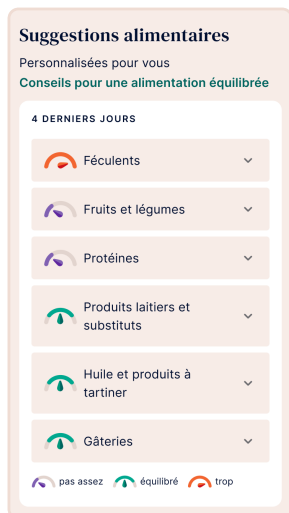 Suggestions alimentaires
Personnalisées pour vous
Conseils pour une alimentation équilibrée
4 DERNIERS JOURS
Féculents
Fruits et légumes
Protéines
Produits laitiers et
substituts
Huile et produits à
tartiner
Gâteries
pas assez équilibré trop